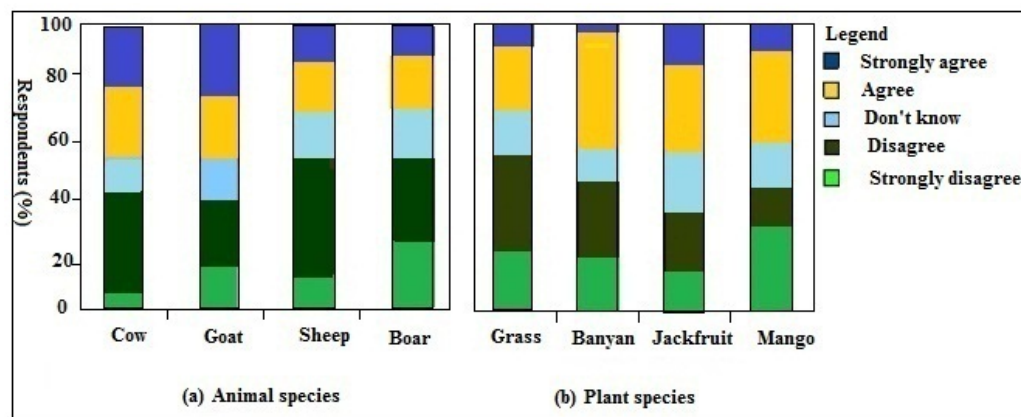 Respondents (%)
100
80
60
40
20
0
Cow Goat Sheep Boar
(a) Animal species
Grass Banyan Jackfruit Mango
(b) Plant species
Legend
Strongly agree
Agree
Don't know
Disagree
Strongly disagree